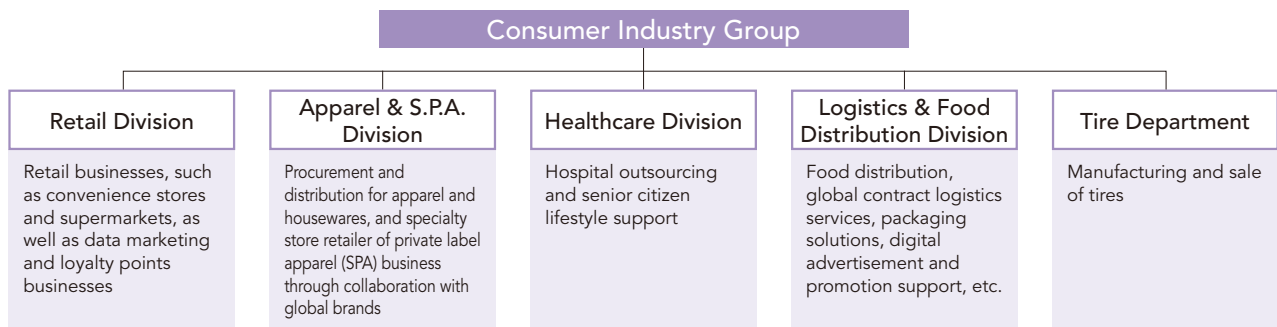 Consumer Industry Group
Retail Division
Retail businesses, such
as convenience stores
and supermarkets, as
well as data marketing
and loyalty points
businesses
Apparel & S.P.A.
Division
Procurement and
distribution for apparel and
housewares, and specialty
store retailer of private label
apparel (SPA) business
through collaboration with
global brands
Healthcare Division
Hospital outsourcing
and senior citizen
lifestyle support
Logistics & Food
Distribution Division
Food distribution,
global contract logistics
services, packaging
solutions, digital
advertisement and
promotion support, etc.
Tire Department
Manufacturing and sale
of tires